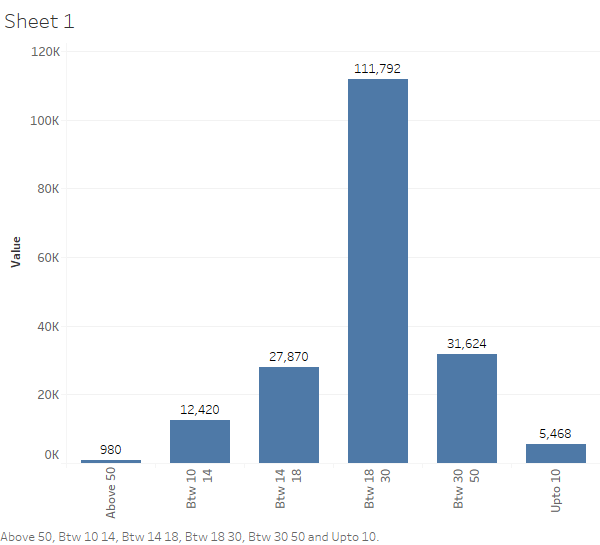 Sheet 1
120K
100K
80K
60K
40K
20K
0K
Value
980
12,420
27,870
111,792
31,624
5,468
Above 50
Btw 10
14
Btw 14
18
Btw 18
30
Btw 30
50
Upto 10
Above 50, Btw 10 14, Btw 14 18, Btw 18 30, Btw 30 50 and Upto 10.